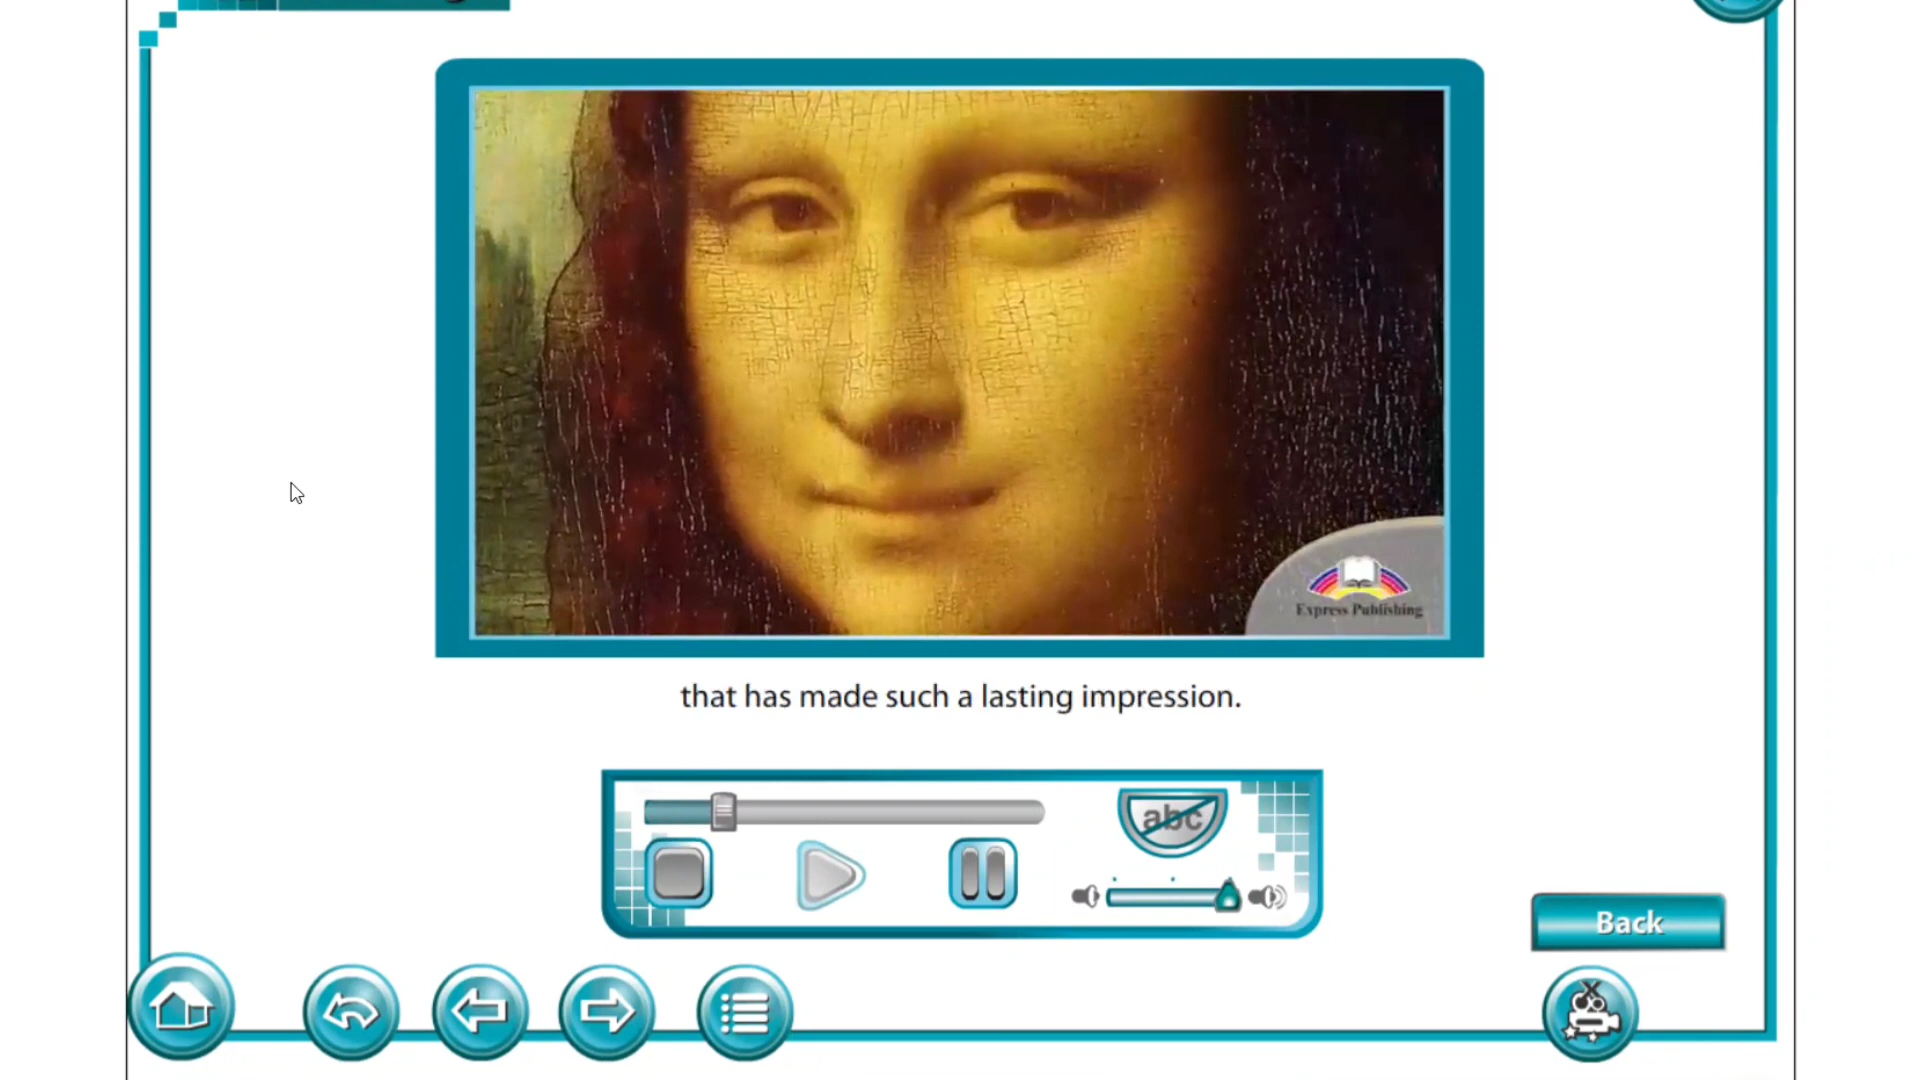 Express Publishing
that has made such a lasting impression.
abc
Back